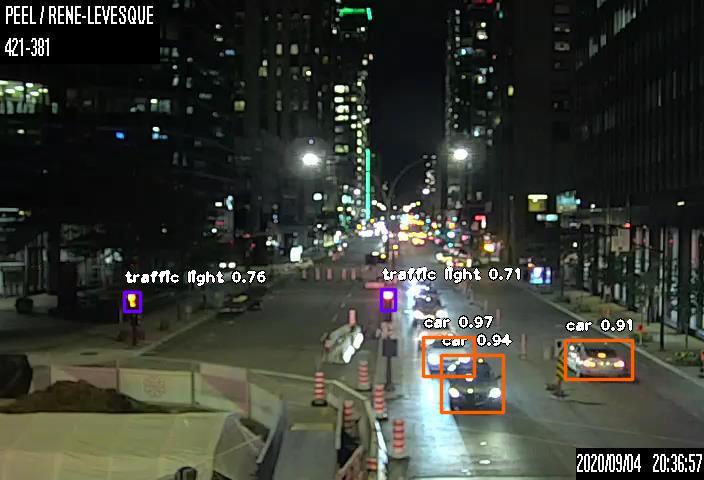 PEEL / RENE-LEVESQUE
421-381
traffic light 0.76
traffic light 0.71
car 0.97
car 0.94
car 0.91
2020/09/04 20:36:57